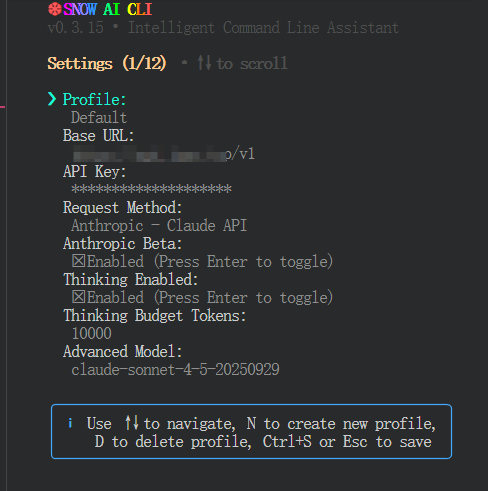 ❆SNOW AI CLI
v0.3.15 • Intelligent Command Line Assistant
Settings (1/12) • ↑↓to scroll
❯ Profile:
Default
Base URL:
p/v1
API Key:
*********************
Request Method:
Anthropic - Claude API
Anthropic Beta:
☒Enabled (Press Enter to toggle)
Thinking Enabled:
☒Enabled (Press Enter to toggle)
Thinking Budget Tokens:
10000
Advanced Model:
claude-sonnet-4-5-20250929
ℹ Use ↑↓to navigate, N to create new profile,
D to delete profile, Ctrl+S or Esc to save